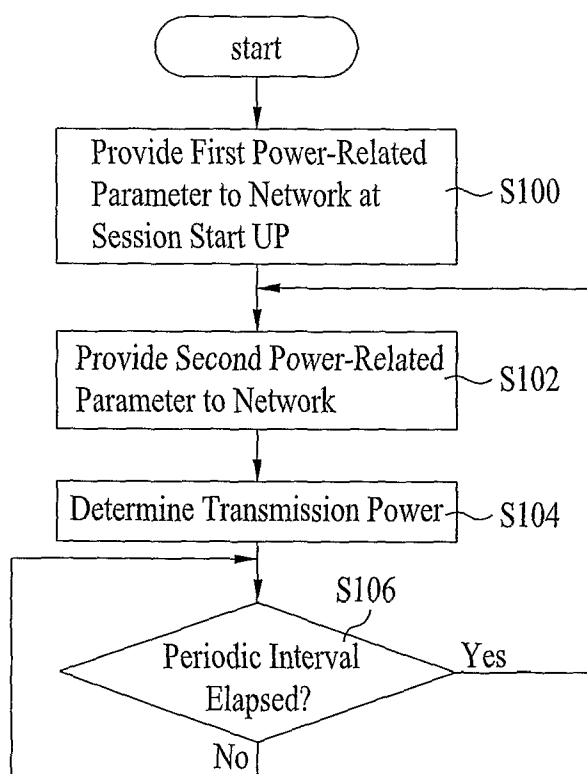 start
Provide First Power-Related
Parameter to Network at
Session Start UP
S100
Provide Second Power-Related
Parameter to Network
S102
Determine Transmission Power
S104
S106
Periodic Interval
Elapsed?
Yes
No